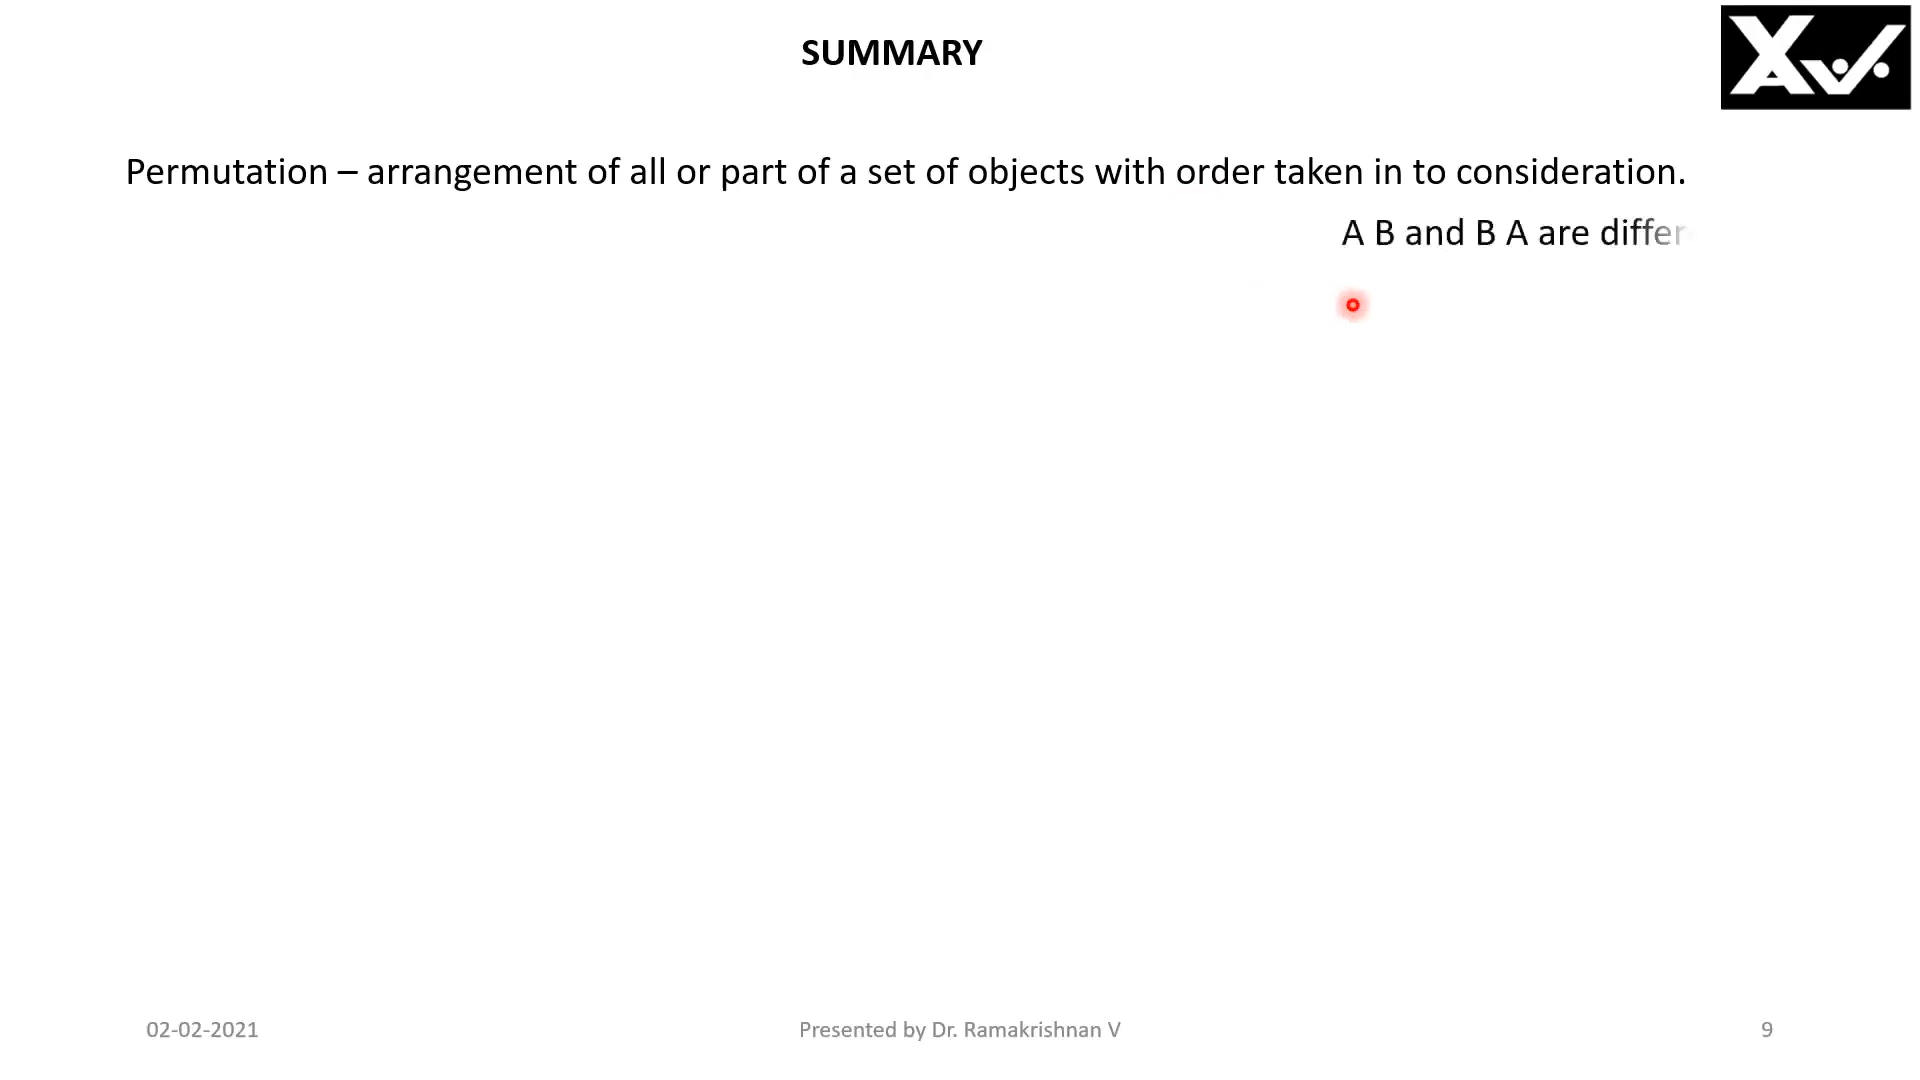 SUMMARY
Permutation – arrangement of all or part of a set of objects with order taken in to consideration.
A B and B A are differ
02-02-2021
Presented by Dr. Ramakrishnan V
9